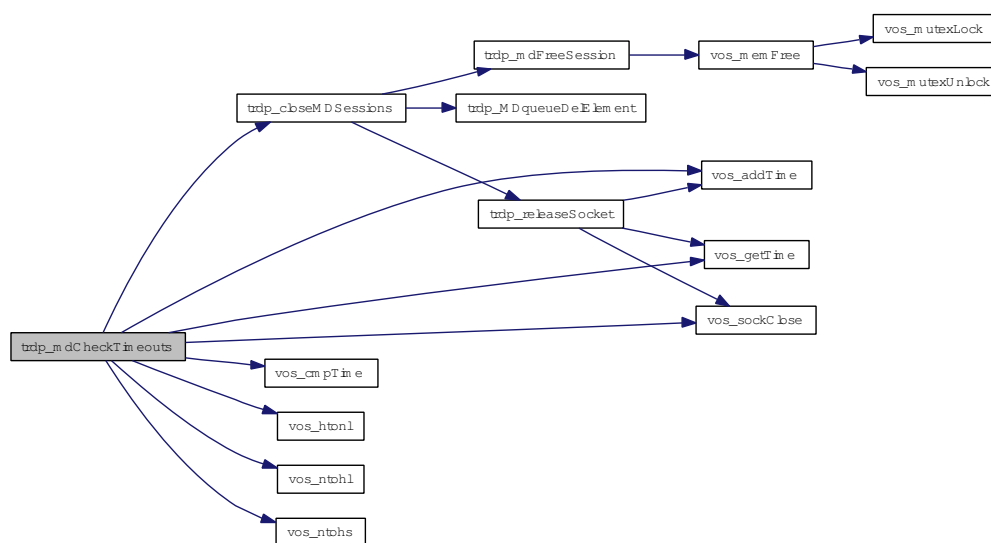 vos_mutexLock
trdp_mdFreeSession
vos_memFree
vos_mutexUnlock
trdp_closeMDSessions
trdp_MDqueueDelElement
vos_addTime
trdp_releaseSocket
vos_getTime
vos_sockClose
trdp_mdCheckTimeouts
vos_cmpTime
vos_htonl
vos_ntohl
vos_ntohs